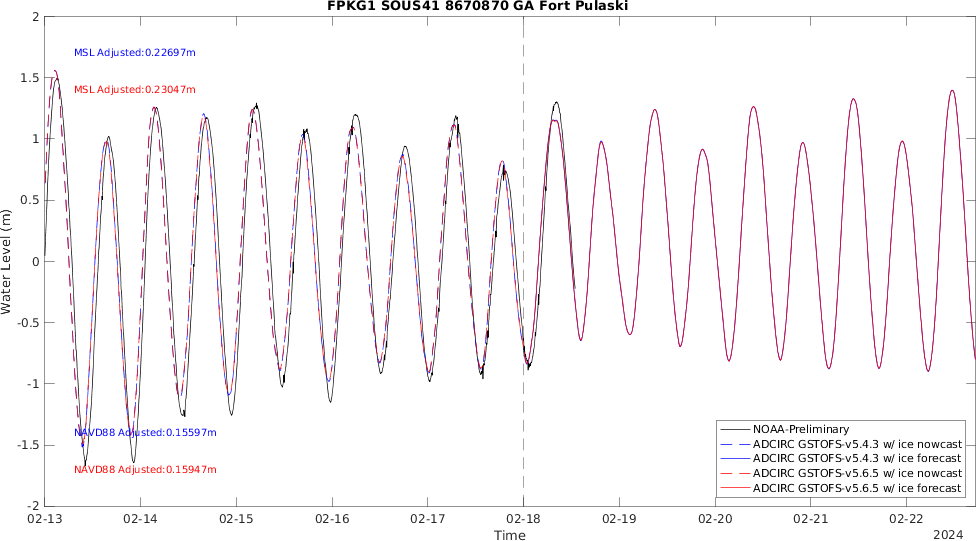 FPKG1 SOUS41 8670870 GA Fort Pulaski
2
1.5
1
0.5
0
-0.5
-1
-1.5
-2
Water Level (m)
MSL Adjusted:0.22697m
MSL Adjusted:0.23047m
NAVD88 Adjusted:0.15597m
NAVD88 Adjusted:0.15947m
NOAA-Preliminary
ADCIRC GSTOFS-v5.4.3 w/ ice nowcast
ADCIRC GSTOFS-v5.4.3 w/ ice forecast
ADCIRC GSTOFS-v5.6.5 w/ ice nowcast
ADCIRC GSTOFS-v5.6.5 w/ ice forecast
02-13 02-14 02-15 02-16 02-17 02-18 02-19 02-20 02-21 02-22
Time
2024